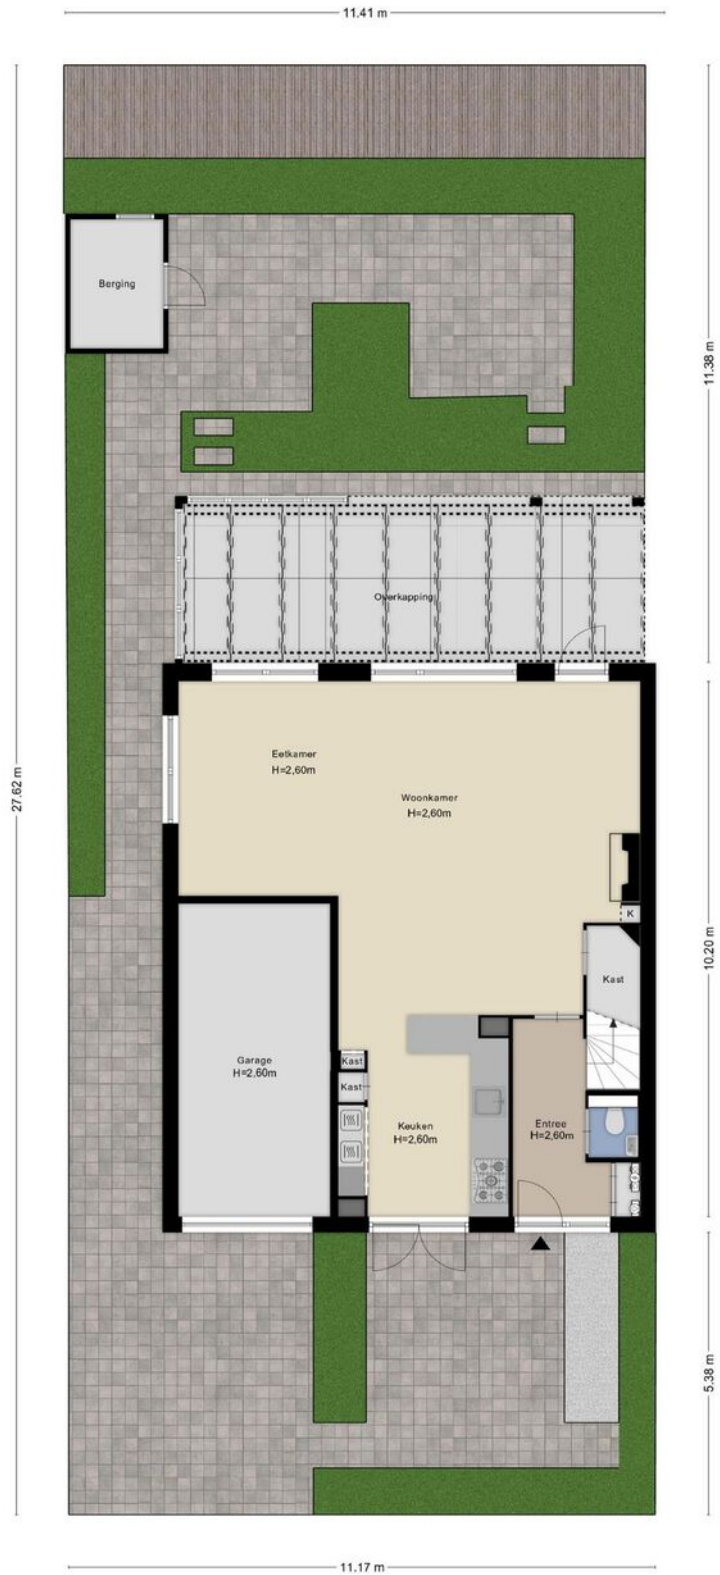 11.41 m
Berging
11.38 m
Overkapping
Eetkamer
H=2,60m
Woonkamer
H=2,60m
27.62 m
K
10.20 m
Kast
Garage
H=2.60m
Kast
Kast
Keuken
H=2,60m
Entree
H=2,60m
5.38 m
11.17 m